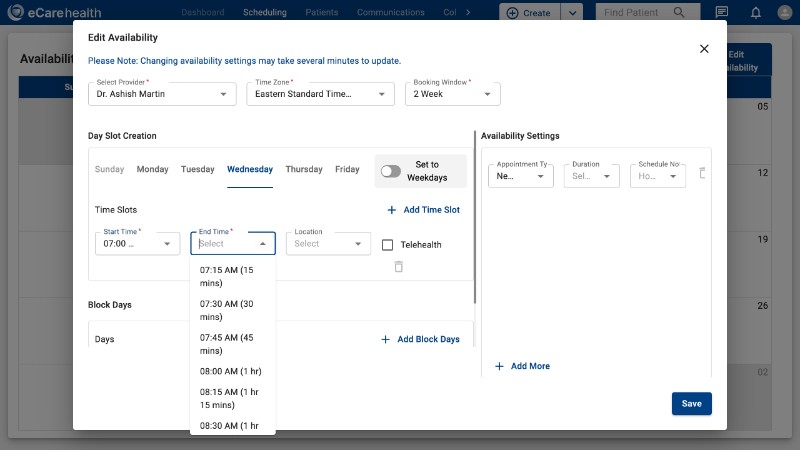 eCarehealth
Dashboard
Scheduling
Patients
Communications
Col
Create
Find Patient
Edit Availability
Please Note: Changing availability settings may take several minutes to update.
Select Provider *
Dr. Ashish Martin
Time Zone *
Eastern Standard Time...
Booking Window *
2 Week
Day Slot Creation
Sunday
Monday
Tuesday
Wednesday
Thursday
Friday
Set to
Weekdays
Time Slots
Add Time Slot
Start Time *
07:00 ...
End Time *
Select
Location
Select
Telehealth
07:15 AM (15
mins)
07:30 AM (30
mins)
07:45 AM (45
mins)
08:00 AM (1 hr)
08:15 AM (1 hr
15 mins)
08:30 AM (1 hr
Block Days
Days
Add Block Days
Availability Settings
Appointment Ty
Ne...
Duration
Sel...
Schedule No
Ho...
Add More
Save
Availabili
Su
Edit
ilability
05
12
19
26
02